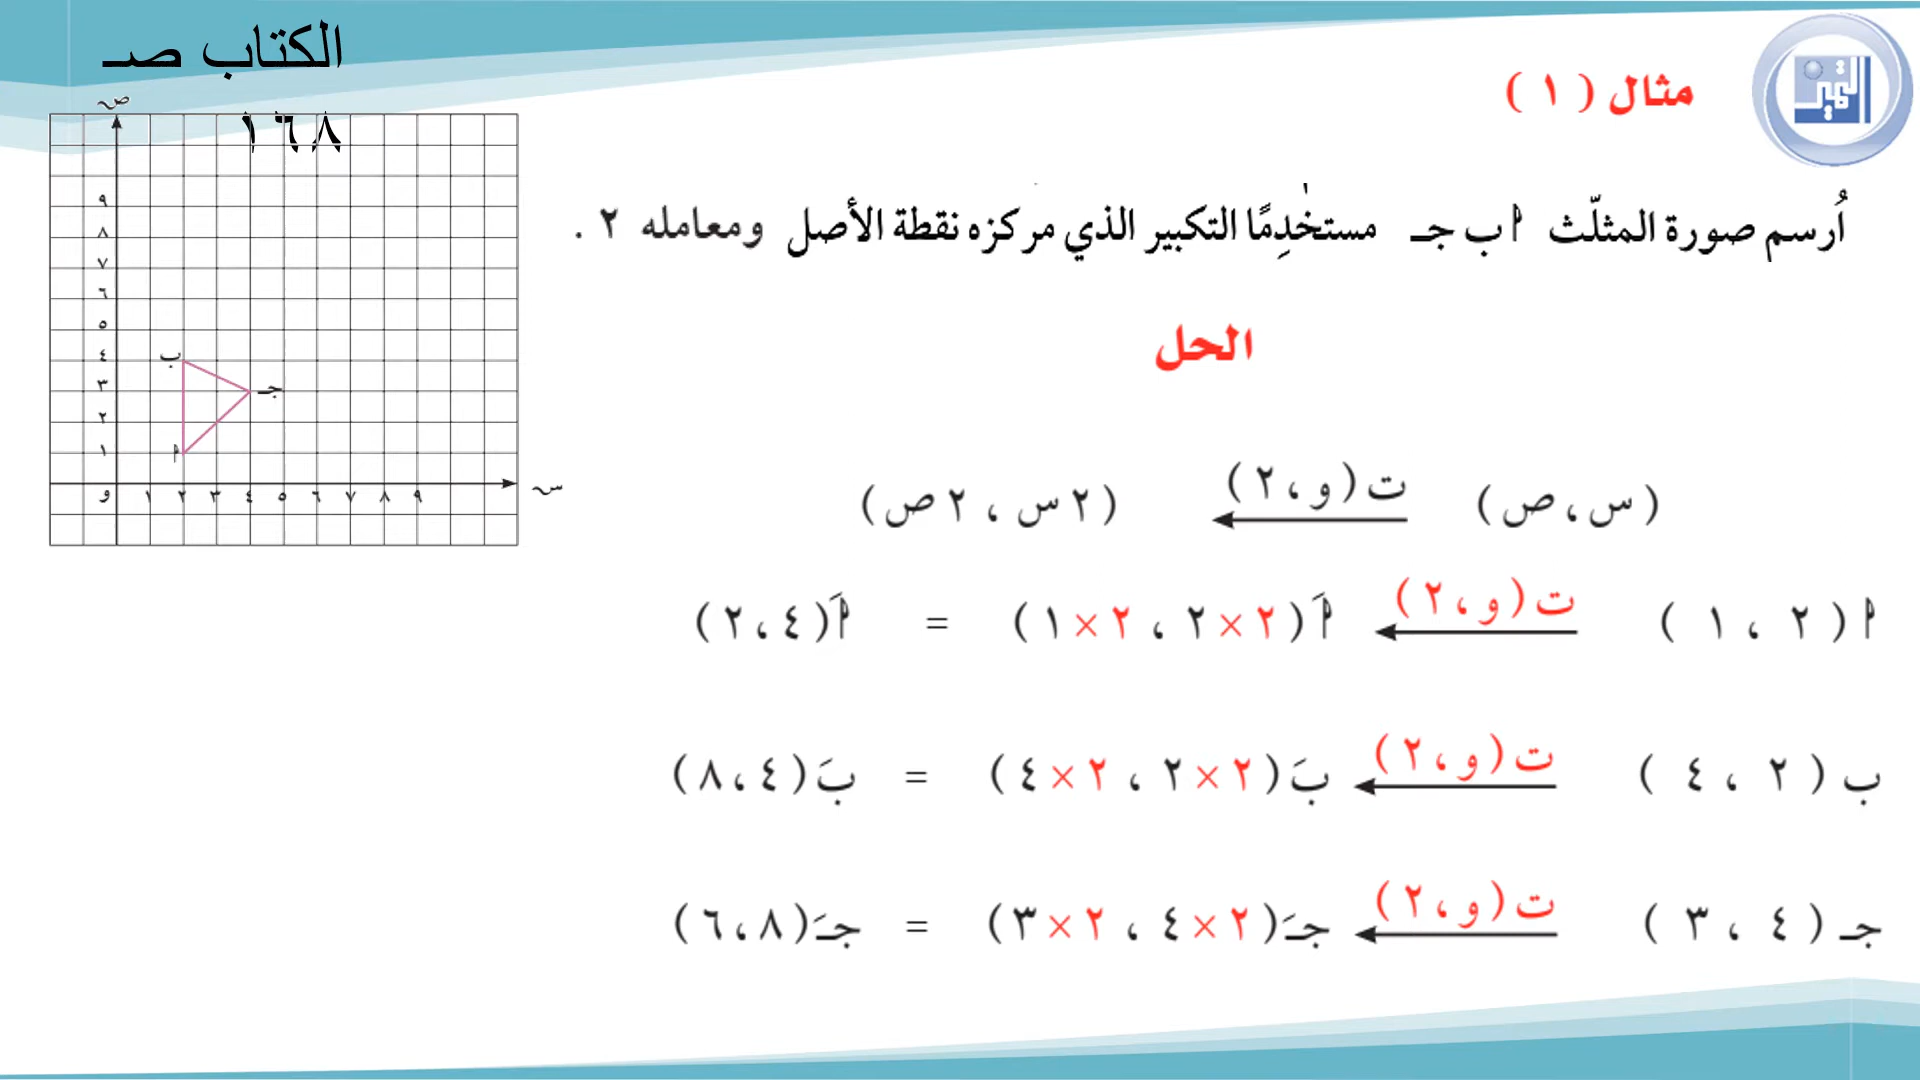 الكتاب صـ
١٦٨
التميز
مثال ( ١ )
اُرسم صورة المثلّث أ ب جـ مستخدِمًا التكبير الذي مركزه نقطة الأصل ومعامله ٢ .
الحل
ص
٩
٨
٧
٦
٥
٤
٣
٢
١
ب
جـ
أ
و ١ ٢ ٣ ٤ ٥ ٦ ٧ ٨ ٩
س
( س ، ص ) ت ( و ، ٢ ) ( ٢ س ، ٢ ص )
أ ( ٢ ، ١ ) ت ( و ، ٢ ) أَ ( ٢ × ٢ ، ٢ × ١ ) = أَ ( ٤ ، ٢ )
ب ( ٢ ، ٤ ) ت ( و ، ٢ ) بَ ( ٢ × ٢ ، ٢ × ٤ ) = بَ ( ٤ ، ٨ )
جـ ( ٤ ، ٣ ) ت ( و ، ٢ ) جـَ ( ٢ × ٤ ، ٢ × ٣ ) = جـَ ( ٨ ، ٦ )